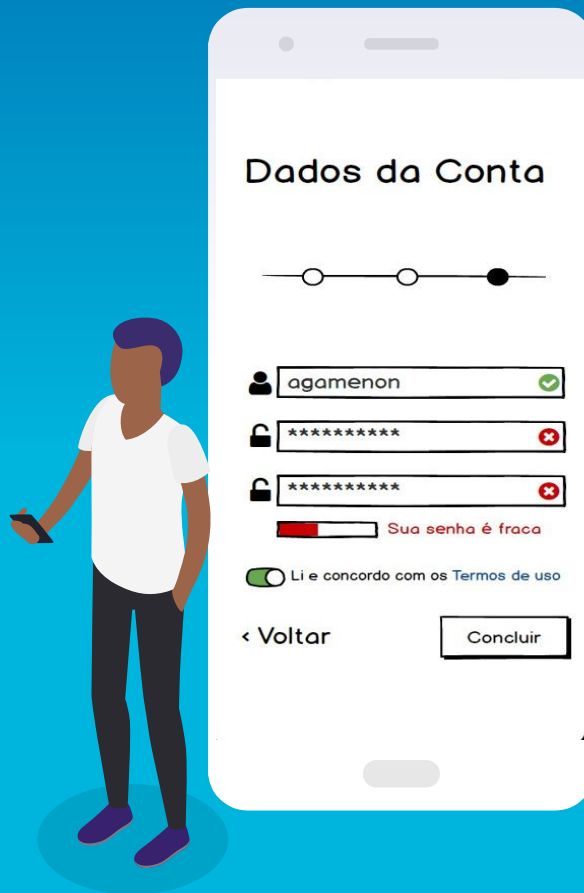 Dados da Conta
agamenon
**********
**********
Sua senha é fraca
Li e concordo com os Termos de uso
‹ Voltar
Concluir